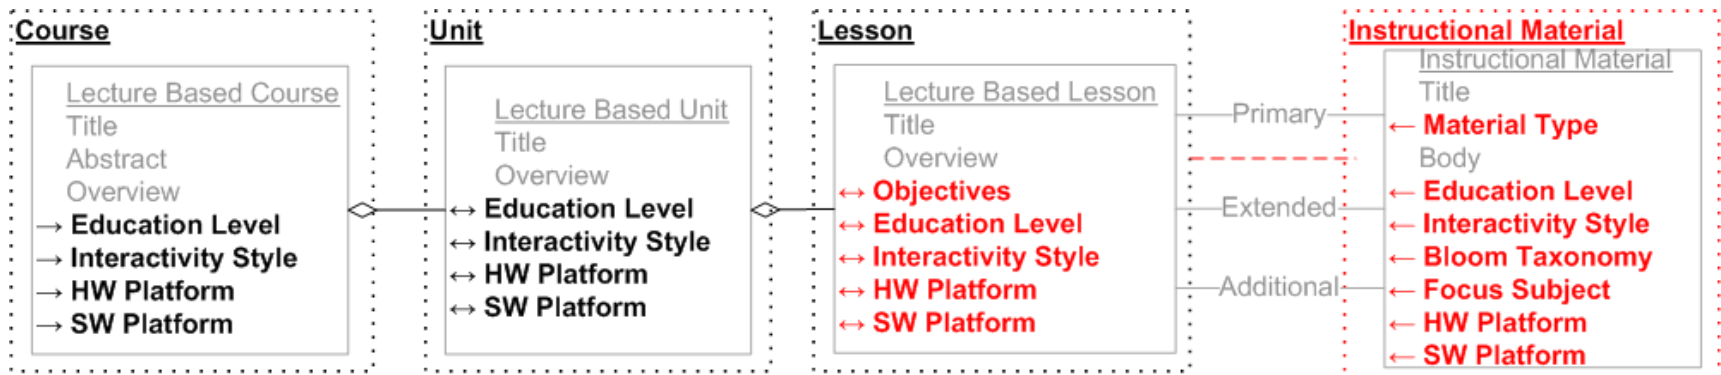 Course
Lecture Based Course
Title
Abstract
Overview
→ Education Level
→ Interactivity Style
→ HW Platform
→ SW Platform
Unit
Lecture Based Unit
Title
Overview
↔ Education Level
↔ Interactivity Style
↔ HW Platform
↔ SW Platform
Lesson
Lecture Based Lesson
Title
Overview
↔ Objectives
↔ Education Level
↔ Interactivity Style
↔ HW Platform
↔ SW Platform
Primary
Extended
Additional
Instructional Material
Instructional Material
Title
← Material Type
Body
← Education Level
← Interactivity Style
← Bloom Taxonomy
← Focus Subject
← HW Platform
← SW Platform